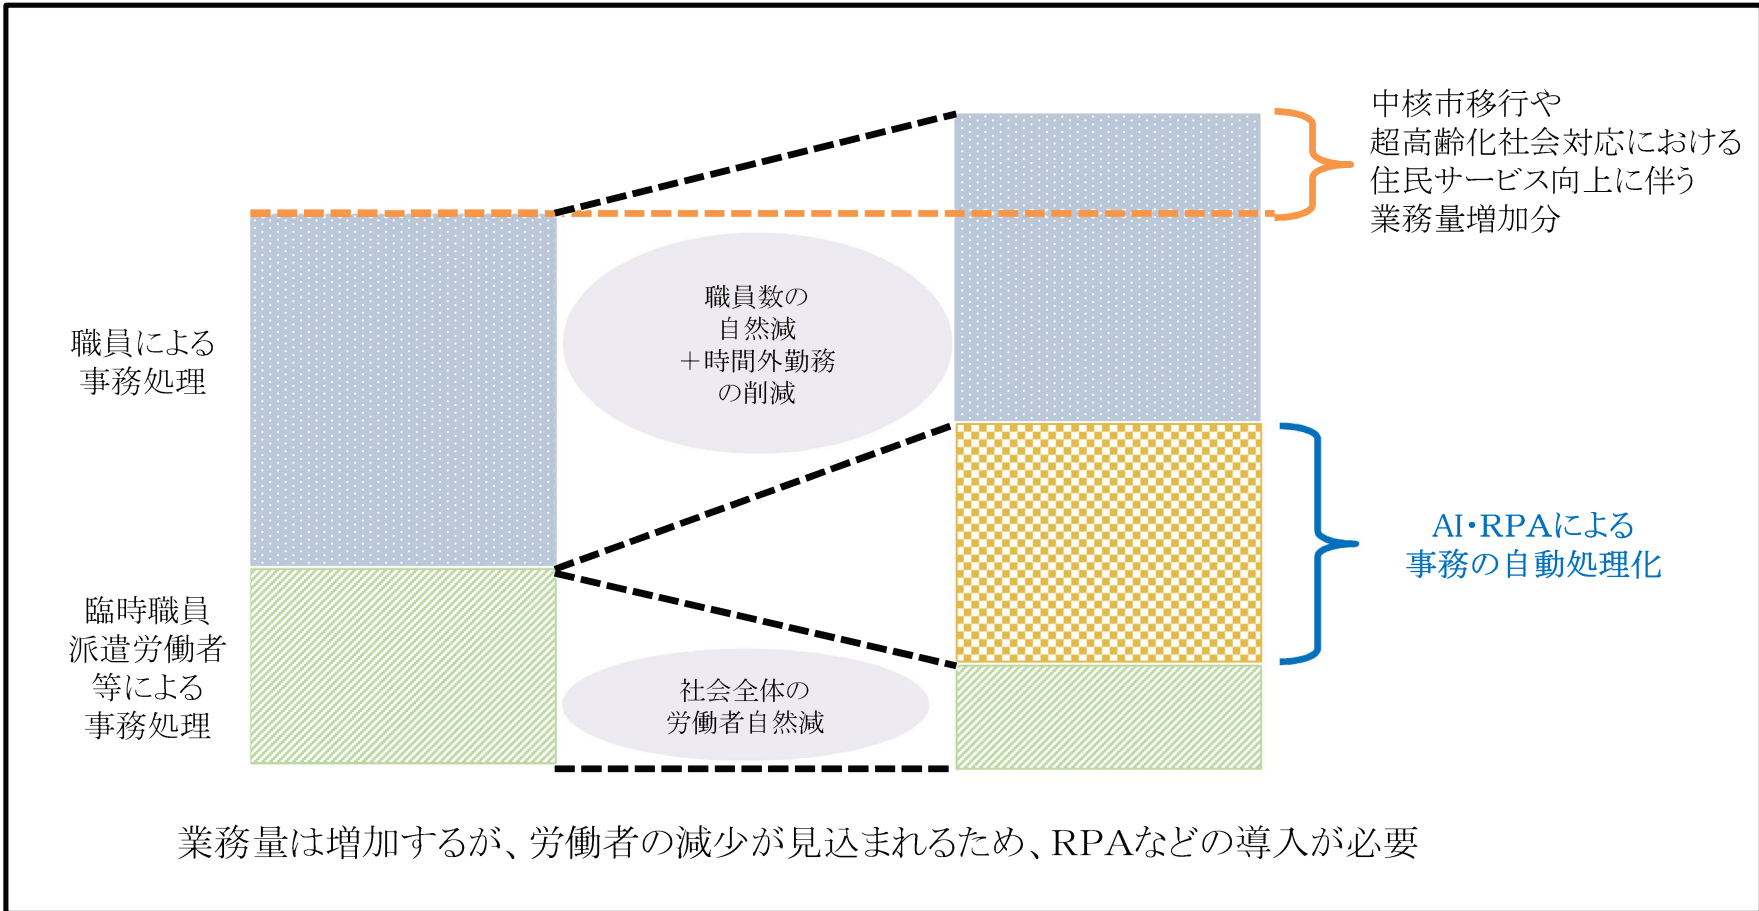 中核市移行や
超高齢化社会対応における
住民サービス向上に伴う
業務量増加分
職員数の
自然減
＋時間外勤務
の削減
職員による
事務処理
AI・RPAによる
事務の自動処理化
臨時職員
派遣労働者
等による
事務処理
社会全体の
労働者自然減
業務量は増加するが、労働者の減少が見込まれるため、RPAなどの導入が必要